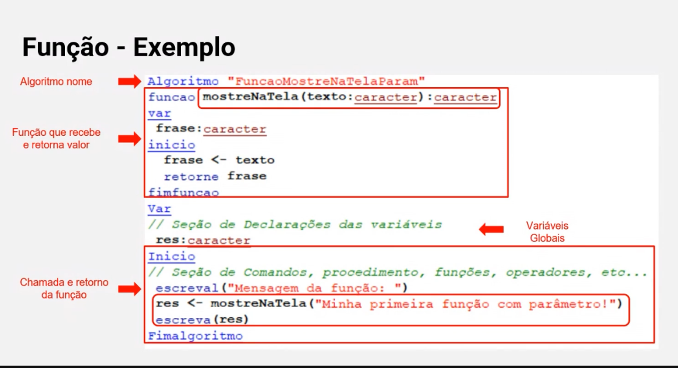 Função - Exemplo
Algoritmo nome
Algoritmo "FuncaoMostreNaTelaParam"
funcao mostreNaTela(texto:caracter):caracter
var
Função que recebe
e retorna valor
frase:caracter
inicio
frase <- texto
retorne frase
fimfuncao
Var
// Seção de Declarações das variáveis
Variáveis
Globais
res:caracter
Inicio
// Seção de Comandos, procedimento, funções, operadores, etc...
Chamada e retorno
da função
escreval("Mensagem da função: ")
res <- mostreNaTela("Minha primeira função com parâmetro!")
escreva(res)
Fimalgoritmo